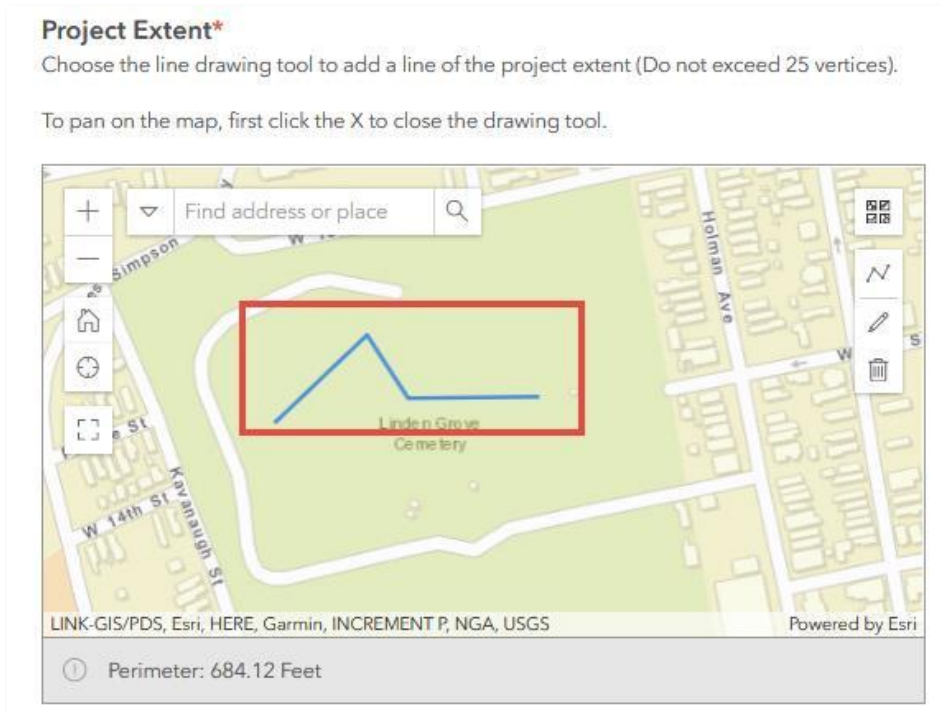 Project Extent*
Choose the line drawing tool to add a line of the project extent (Do not exceed 25 vertices).
To pan on the map, first click the X to close the drawing tool.
Find address or place
Simpson
Holman Ave
W
S
Linden Grove
Cemetery
St
W 14th St
Kavanaugh St
LINK-GIS/PDS, Esri, HERE, Garmin, INCREMENT P, NGA, USGS
Powered by Esri
Perimeter: 684.12 Feet